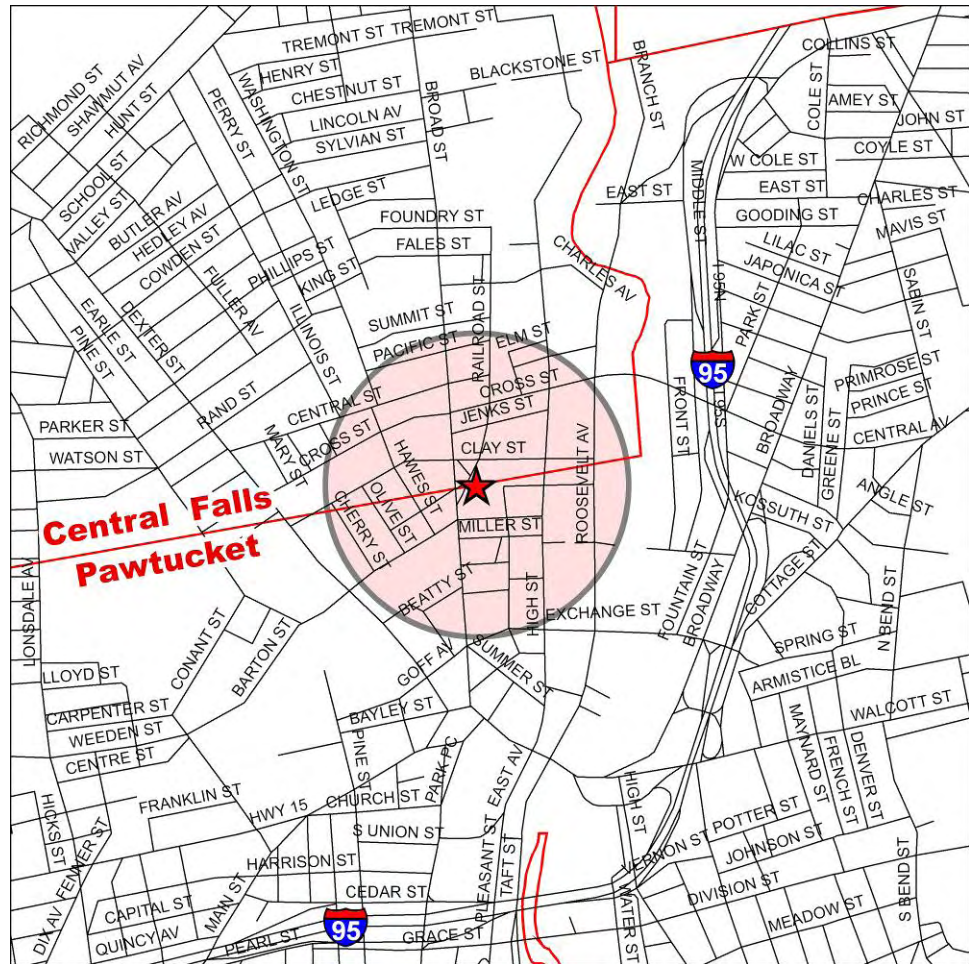 TREMONT ST
TREMONT ST
COLLINS ST
HENRY ST
BLACKSTONE ST
BRANCH ST
RICHMOND ST
SHAWMUT AV
HUNT ST
WASHINGTON ST
CHESTNUT ST
BROAD ST
COLE ST
AMEY ST
PERRY ST
LINCOLN AV
JOHN ST
SYLVIAN ST
COYLE ST
SCHOOL ST
W COLE ST
MIDDLE ST
LEDGE ST
EAST ST
EAST ST
CHARLES ST
VALLEY ST
BUTLER AV
FOUNDRY ST
GOODING ST
MAVIS ST
HEDLEY AV
FALES ST
CHARLES AV
LILAC ST
COWDEN ST
PHILLIPS ST
JAPONICA ST
KING ST
FULLER AV
RAILROAD ST
I 95N
SABIN ST
EARLE ST
DEXTER ST
ILLINOIS ST
SUMMIT ST
PARK ST
PINE ST
PACIFIC ST
ELM ST
PRIMROSE ST
95
CROSS ST
FRONT ST
I 95S
BROADWAY
PRINCE ST
RAND ST
CENTRAL ST
JENKS ST
DANIELS ST
GREENE ST
CENTRAL AV
PARKER ST
MARY ST
CROSS ST
HAWES ST
CLAY ST
ROOSEVELT AV
WATSON ST
ANGLE ST
Central Falls
CHERRY ST
OLIVE ST
KOSSUTH ST
Pawtucket
MILLER ST
COTTAGE ST
LONSDALE AV
BEATTY ST
HIGH ST
EXCHANGE ST
FOUNTAIN ST
BROADWAY
N BEND ST
CONANT ST
BARTON ST
GOFF AV
SUMMER ST
SPRING ST
LLOYD ST
ARMISTICE BL
CARPENTER ST
BAYLEY ST
WALCOTT ST
WEEDEN ST
MAYNARD ST
FRENCH ST
DENVER ST
CENTRE ST
PINE ST
PARK PC
EAST AV
HICKS ST
FRANKLIN ST
HWY 15
CHURCH ST
HIGH ST
POTTER ST
S UNION ST
VERNON ST
JOHNSON ST
FENNER ST
HARRISON ST
PLEASANT ST
TAFT ST
S BEND ST
CEDAR ST
WATER ST
DIVISION ST
DIX AV
CAPITAL ST
MAIN ST
95
MEADOW ST
QUINCY AV
PEARL ST
GRACE ST